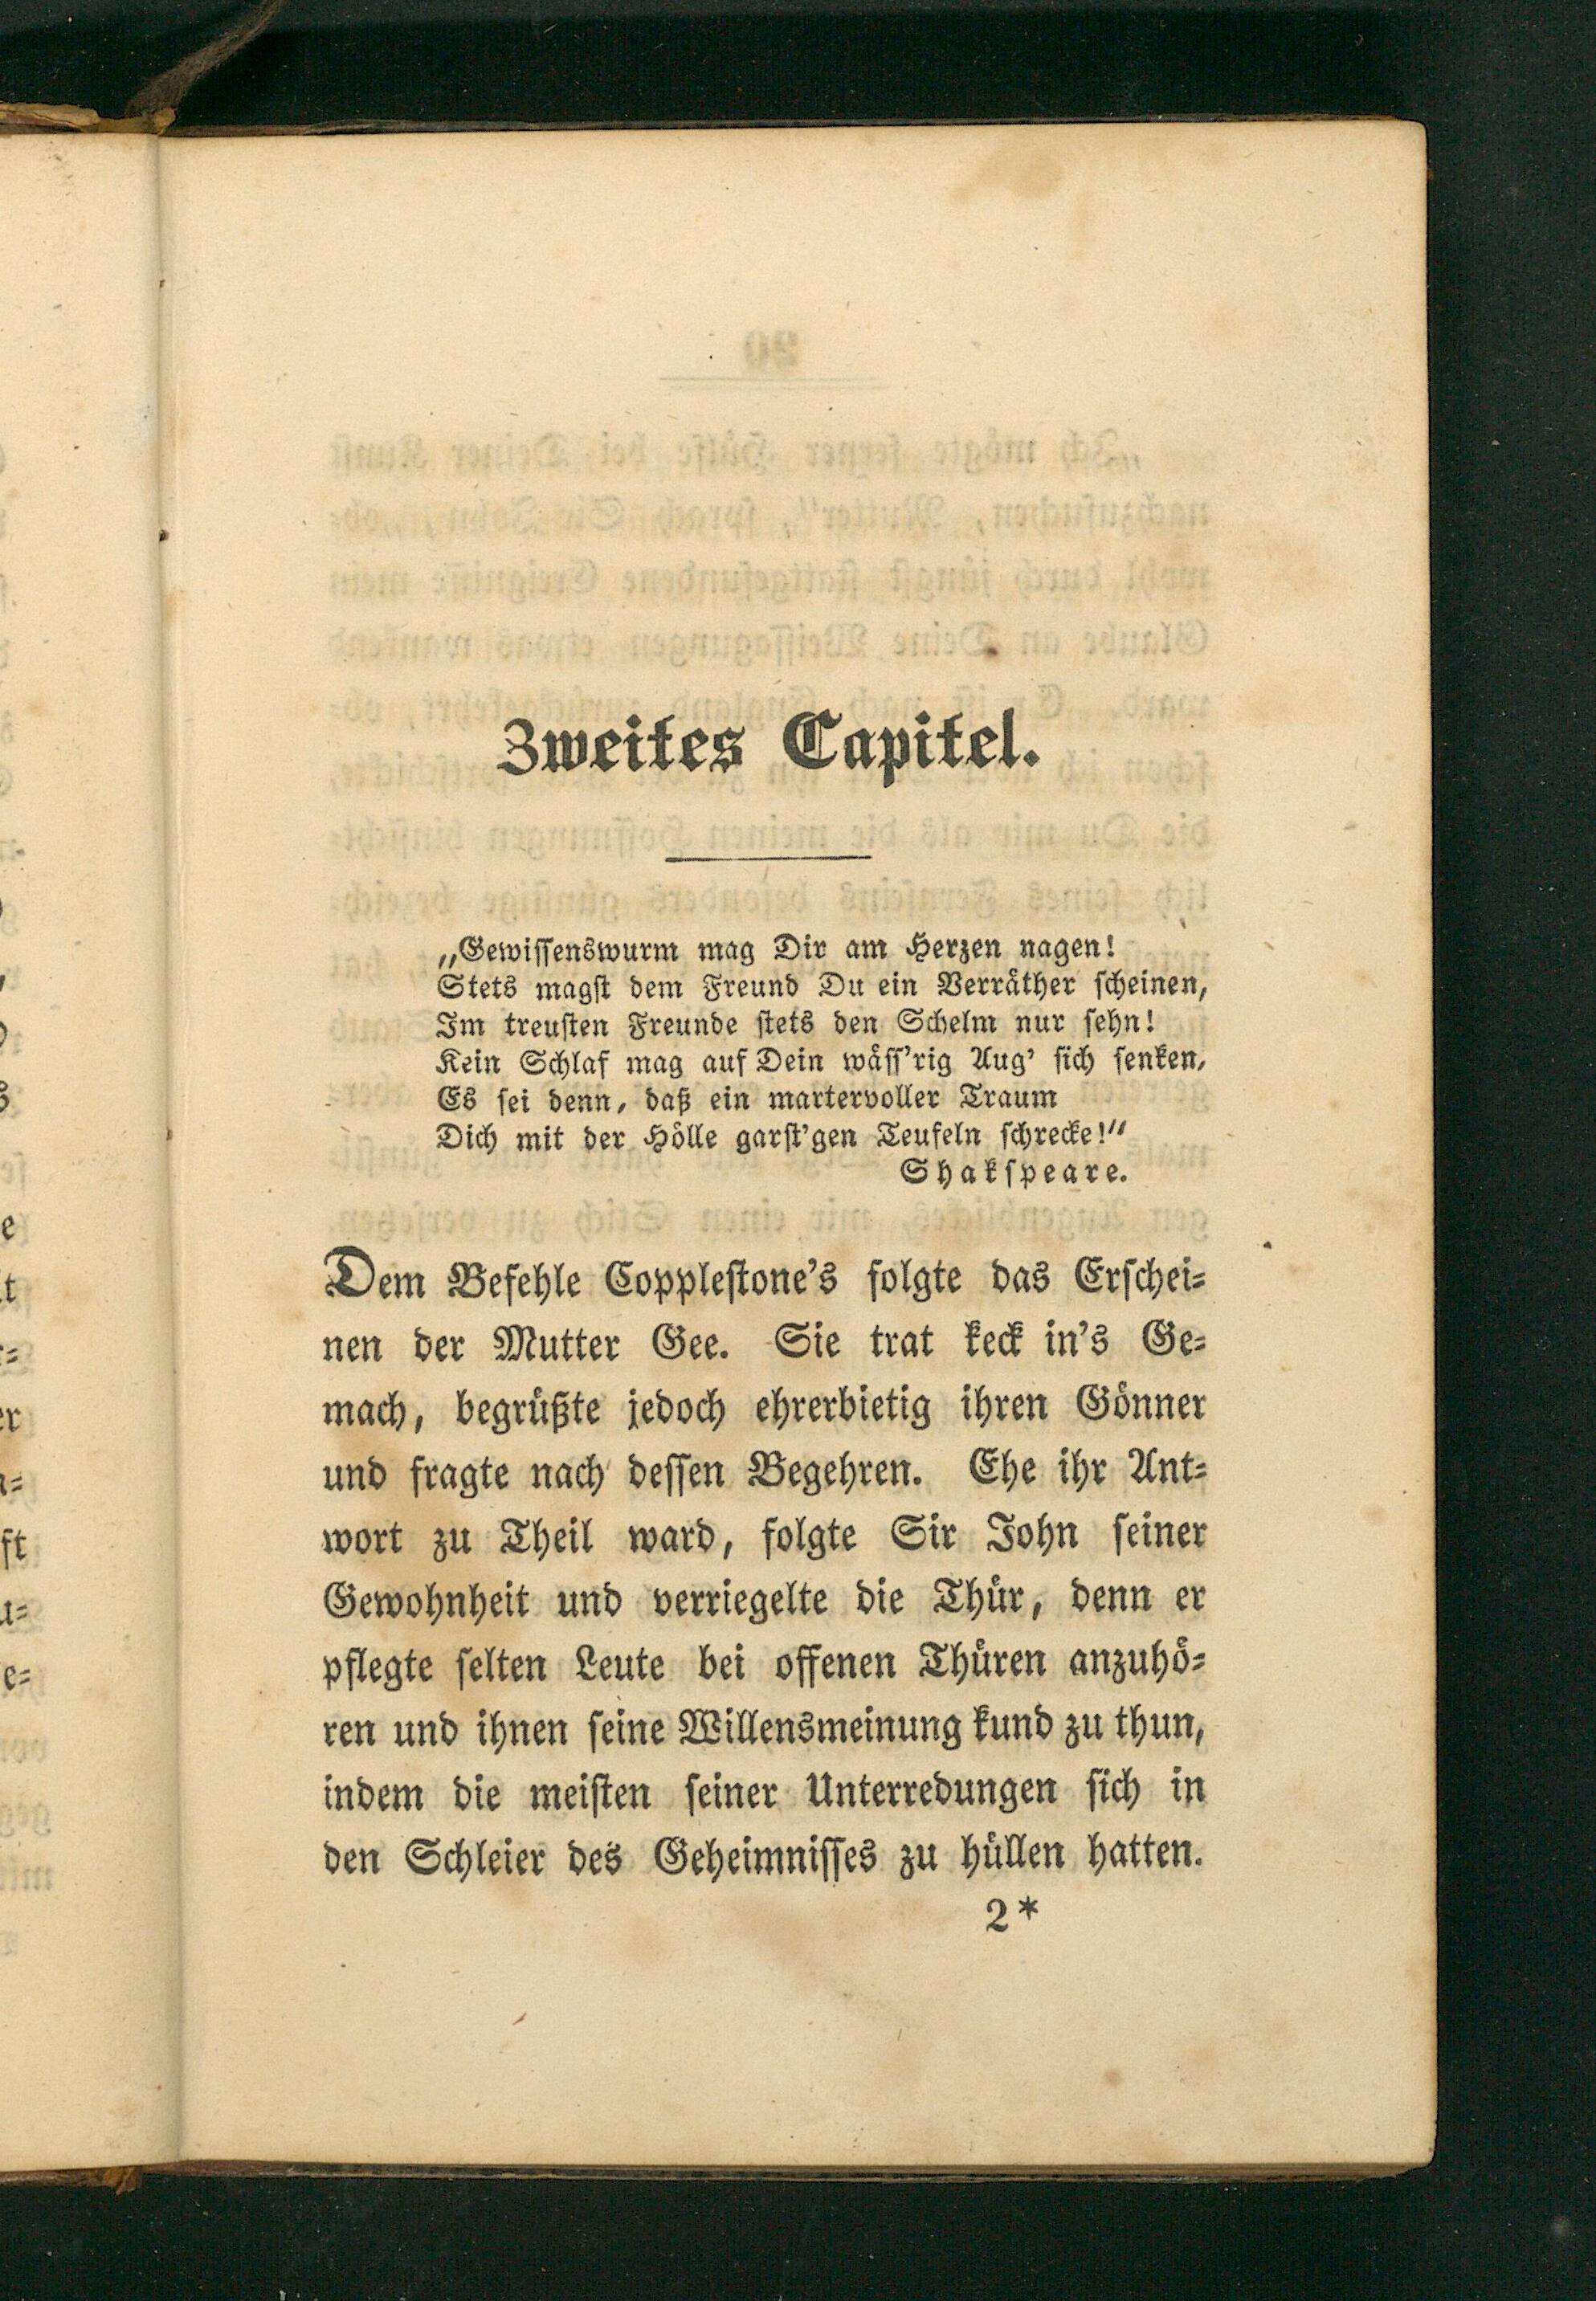 Zweites Capitel.
„Gewissenswurm mag Dir am Herzen nagen!
Stets magst dem Freund Du ein Verräther scheinen,
Im treusten Freunde stets den Schelm nur sehn!
Kein Schlaf mag auf Dein wäss'rig Aug' sich senken,
Es sei denn, daß ein martervoller Traum
Dich mit der Hölle garst'gen Teufeln schrecke!“
Shakspeare.
Dem Befehle Copplestone's folgte das Erschei-
nen der Mutter Gee. Sie trat keck in's Ge-
mach, begrüßte jedoch ehrerbietig ihren Gönner
und fragte nach dessen Begehren. Ehe ihr Ant-
wort zu Theil ward, folgte Sir John seiner
Gewohnheit und verriegelte die Thür, denn er
pflegte selten Leute bei offenen Thüren anzuhö-
ren und ihnen seine Willensmeinung kund zu thun,
indem die meisten seiner Unterredungen sich in
den Schleier des Geheimnisses zu hüllen hatten.
2*